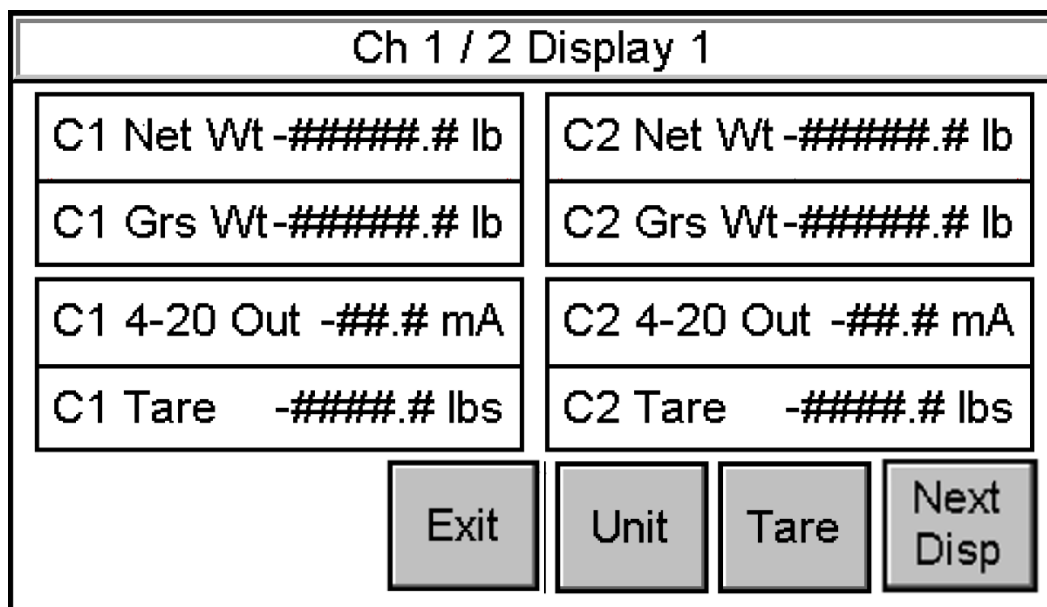 Ch 1 / 2 Display 1
C1 Net Wt -#####.# lb
C1 Grs Wt -#####.# lb
C2 Net Wt -#####.# lb
C2 Grs Wt -#####.# lb
C1 4-20 Out -##.# mA
C1 Tare -####.# lbs
C2 4-20 Out -##.# mA
C2 Tare -####.# lbs
Exit
Unit
Tare
Next
Disp